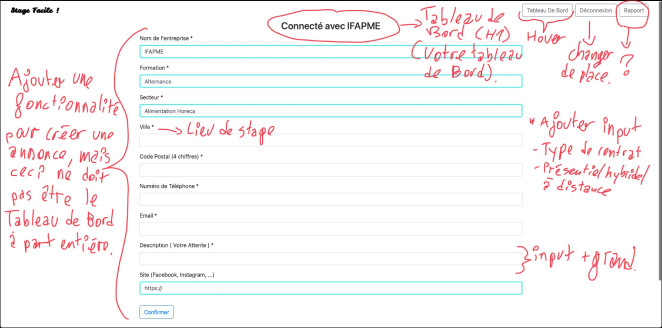 Stage Facile !
Tableau De Bord
Déconnexion
Rapport
Connecté avec IFAPME
Tableau de
Bord (H1)
(Votre tableau
de Bord).
Hover
changer
de place.
?
Nom de l'entreprise *
IFAPME
Formation *
Alternance
Secteur *
Alimentation Horeca
Ville *
Lieu de stage
Code Postal (4 chiffres) *
Numéro de Téléphone *
Email *
Description ( Votre Attente ) *
Site (Facebook, Instagram, ...)
https://
Confirmer
Ajouter une
fonctionnalité
pour créer une
annonce, mais
ceci ne doit
pas être le
Tableau de Bord
à part entière.
* Ajouter input
- Type de contrat
- Présentiel/hybride/
à distance
input + grand.